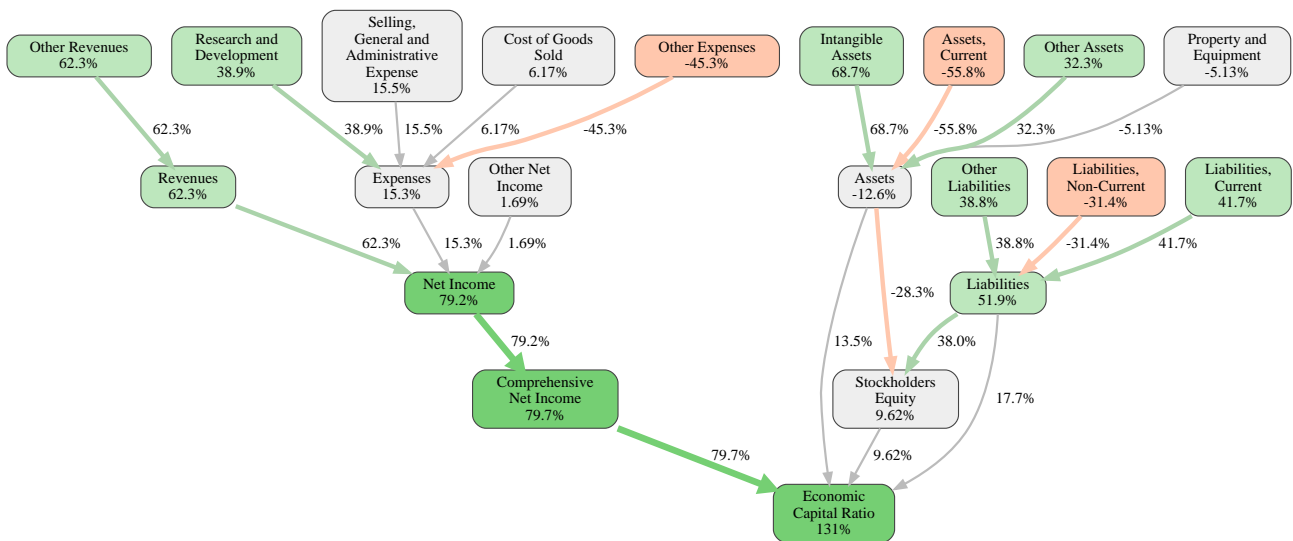 Other Revenues
62.3%
Research and
Development
38.9%
Selling,
General and
Administrative
Expense
15.5%
Cost of Goods
Sold
6.17%
Other Expenses
-45.3%
Intangible
Assets
68.7%
Assets,
Current
-55.8%
Other Assets
32.3%
Property and
Equipment
-5.13%
62.3%
38.9%
15.5%
6.17%
-45.3%
68.7%
-55.8%
32.3%
-5.13%
Revenues
62.3%
Expenses
15.3%
Other Net
Income
1.69%
Assets
-12.6%
Other
Liabilities
38.8%
Liabilities,
Non-Current
-31.4%
Liabilities,
Current
41.7%
62.3%
15.3%
1.69%
38.8%
-31.4%
41.7%
Net Income
79.2%
-28.3%
Liabilities
51.9%
79.2%
13.5%
38.0%
Comprehensive
Net Income
79.7%
Stockholders
Equity
9.62%
17.7%
79.7%
9.62%
Economic
Capital Ratio
131%